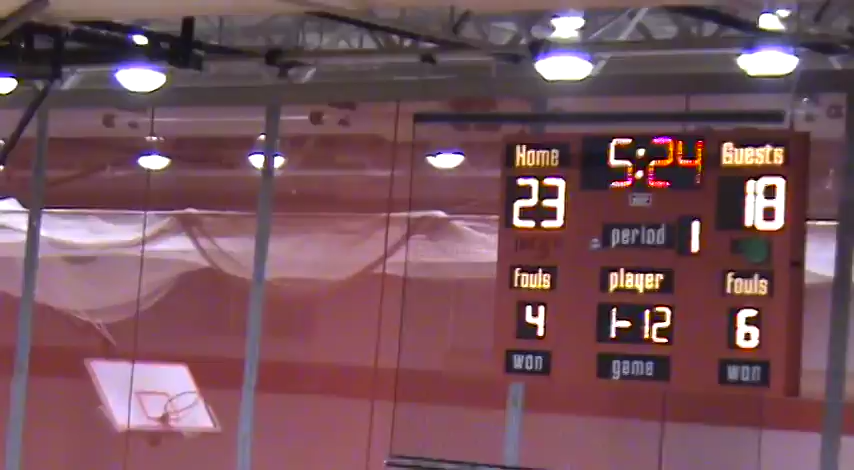 Home 5:24 Guests
23 18
period 1
fouls player fouls
4 1-12 6
won game won